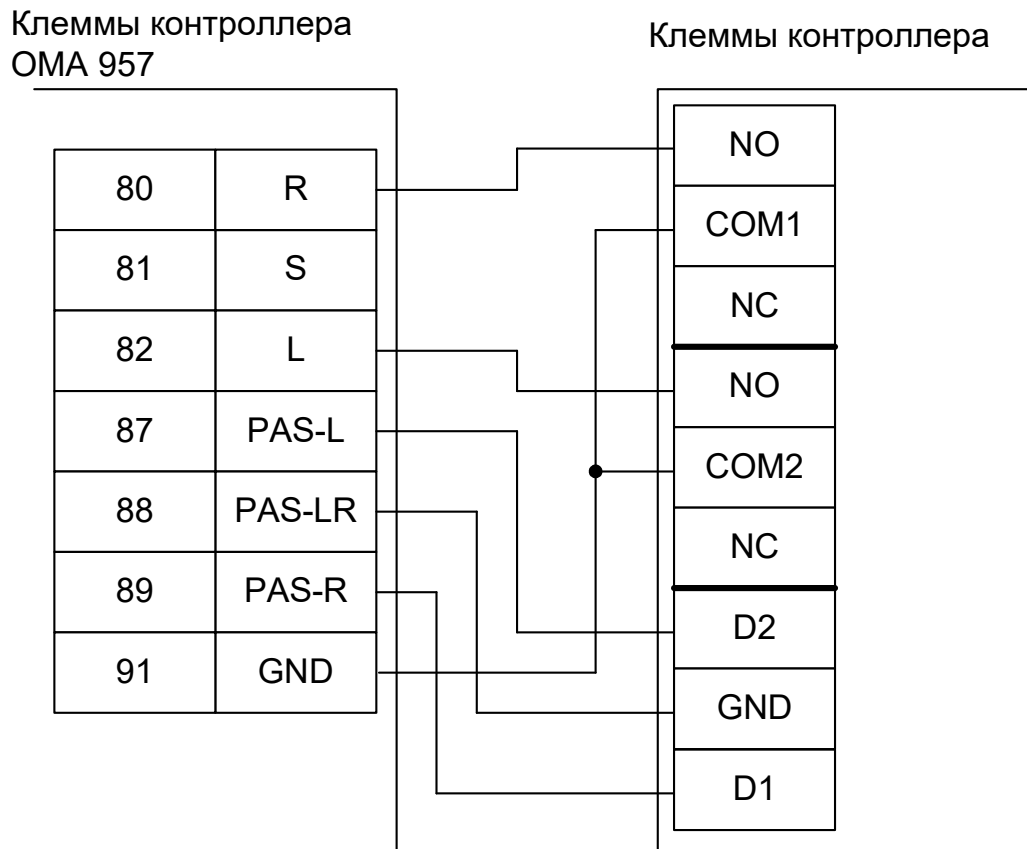 Клеммы контроллера
ОМА 957
Клеммы контроллера
80 R
81 S
82 L
87 PAS-L
88 PAS-LR
89 PAS-R
91 GND
NO
COM1
NC
NO
COM2
NC
D2
GND
D1